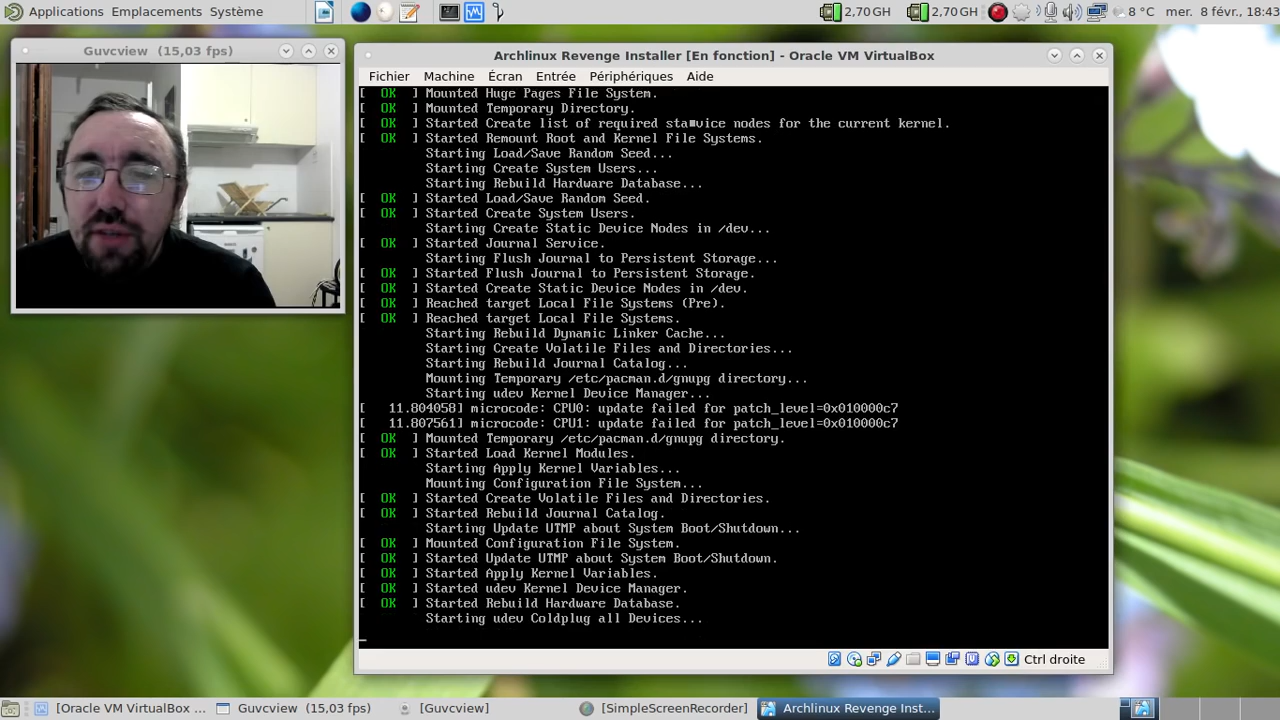 Applications Emplacements Système
2,70 GH 2,70 GH 8 °C mer. 8 févr., 18:43
Guvcview (15,03 fps)
Archlinux Revenge Installer [En fonction] - Oracle VM VirtualBox
Fichier Machine Écran Entrée Périphériques Aide
[ OK ] Mounted Huge Pages File System.
[ OK ] Mounted Temporary Directory.
[ OK ] Started Create list of required sta vice nodes for the current kernel.
[ OK ] Started Remount Root and Kernel File Systems.
Starting Load/Save Random Seed...
Starting Create System Users...
Starting Rebuild Hardware Database...
[ OK ] Started Load/Save Random Seed.
[ OK ] Started Create System Users.
Starting Create Static Device Nodes in /dev...
[ OK ] Started Journal Service.
Starting Flush Journal to Persistent Storage...
[ OK ] Started Flush Journal to Persistent Storage.
[ OK ] Started Create Static Device Nodes in /dev.
[ OK ] Reached target Local File Systems (Pre).
[ OK ] Reached target Local File Systems.
Starting Rebuild Dynamic Linker Cache...
Starting Create Volatile Files and Directories...
Starting Rebuild Journal Catalog...
Mounting Temporary /etc/pacman.d/gnupg directory...
Starting udev Kernel Device Manager...
[ 11.804058] microcode: CPU0: update failed for patch_level=0x010000c7
[ 11.807561] microcode: CPU1: update failed for patch_level=0x010000c7
[ OK ] Mounted Temporary /etc/pacman.d/gnupg directory.
[ OK ] Started Load Kernel Modules.
Starting Apply Kernel Variables...
Mounting Configuration File System...
[ OK ] Started Create Volatile Files and Directories.
[ OK ] Started Rebuild Journal Catalog.
Starting Update UTMP about System Boot/Shutdown...
[ OK ] Mounted Configuration File System.
[ OK ] Started Update UTMP about System Boot/Shutdown.
[ OK ] Started Apply Kernel Variables.
[ OK ] Started udev Kernel Device Manager.
[ OK ] Started Rebuild Hardware Database.
Starting udev Coldplug all Devices...
Ctrl droite
[Oracle VM VirtualBox ... Guvcview (15,03 fps) [Guvcview] [SimpleScreenRecorder] Archlinux Revenge Inst...